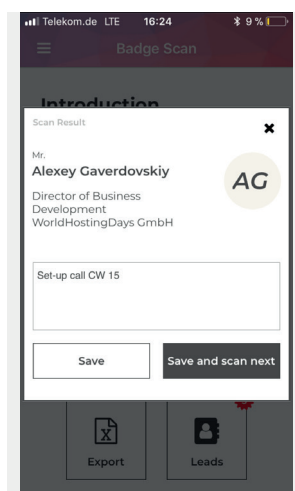 Telekom.de LTE 16:24 9 %
Badge Scan
Introduction
Scan Result
Mr.
Alexey Gaverdovskiy
AG
Director of Business
Development
WorldHostingDays GmbH
Set-up call CW 15
Save Save and scan next
Export Leads